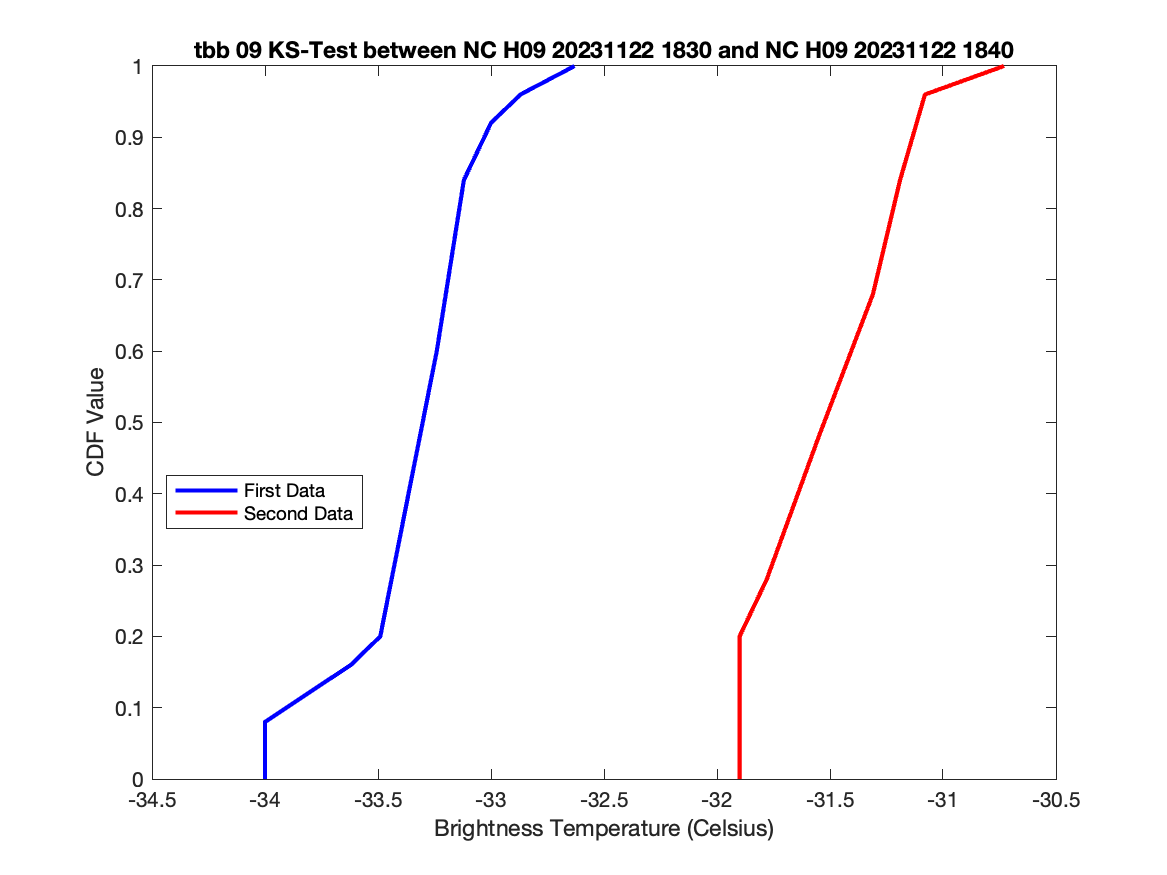 tbb 09 KS-Test between NC H09 20231122 1830 and NC H09 20231122 1840
1
0.9
0.8
0.7
0.6
0.5
0.4
0.3
0.2
0.1
0
CDF Value
First Data
Second Data
-34.5 -34 -33.5 -33 -32.5 -32 -31.5 -31 -30.5
Brightness Temperature (Celsius)